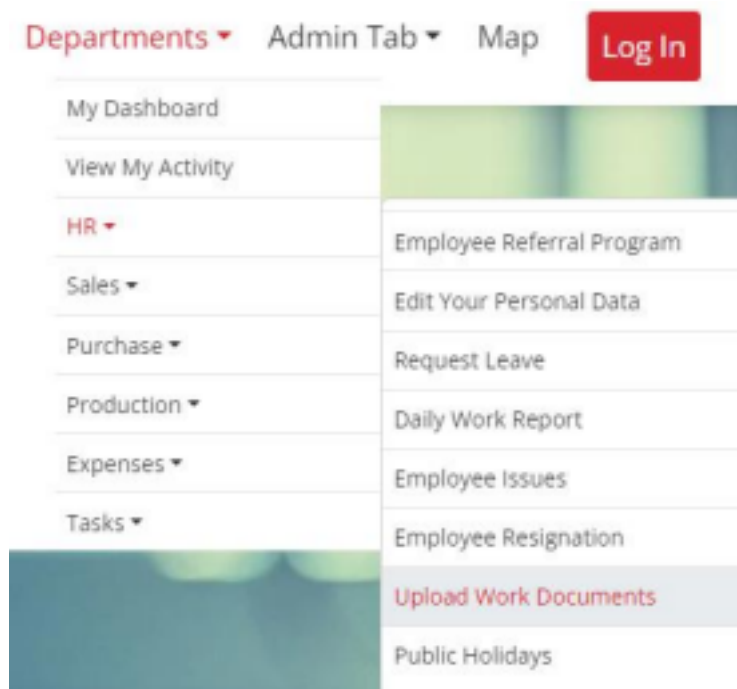 Departments Admin Tab Map Log In
My Dashboard
View My Activity
HR
Sales
Purchase
Production
Expenses
Tasks
Employee Referral Program
Edit Your Personal Data
Request Leave
Daily Work Report
Employee Issues
Employee Resignation
Upload Work Documents
Public Holidays